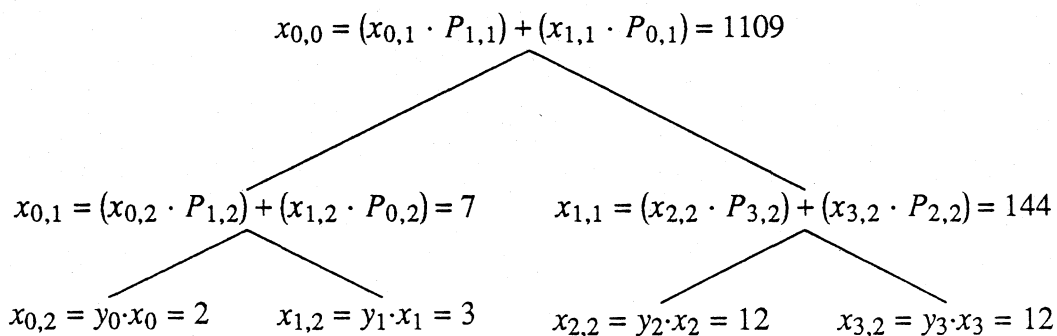 x₀,₀ = (x₀,₁ · P₁,₁) + (x₁,₁ · P₀,₁) = 1109
x₀,₁ = (x₀,₂ · P₁,₂) + (x₁,₂ · P₀,₂) = 7 x₁,₁ = (x₂,₂ · P₃,₂) + (x₃,₂ · P₂,₂) = 144
x₀,₂ = y₀·x₀ = 2 x₁,₂ = y₁·x₁ = 3 x₂,₂ = y₂·x₂ = 12 x₃,₂ = y₃·x₃ = 12